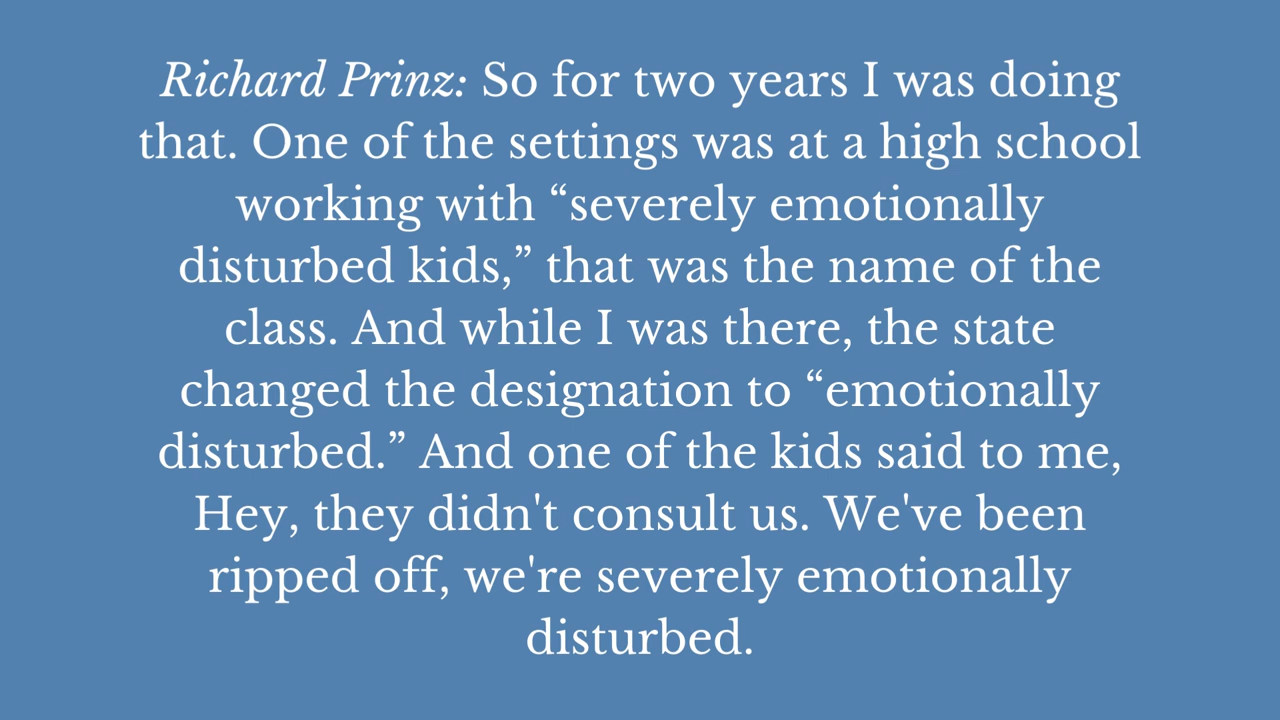 Richard Prinz: So for two years I was doing
that. One of the settings was at a high school
working with “severely emotionally
disturbed kids,” that was the name of the
class. And while I was there, the state
changed the designation to “emotionally
disturbed.” And one of the kids said to me,
Hey, they didn't consult us. We've been
ripped off, we're severely emotionally
disturbed.